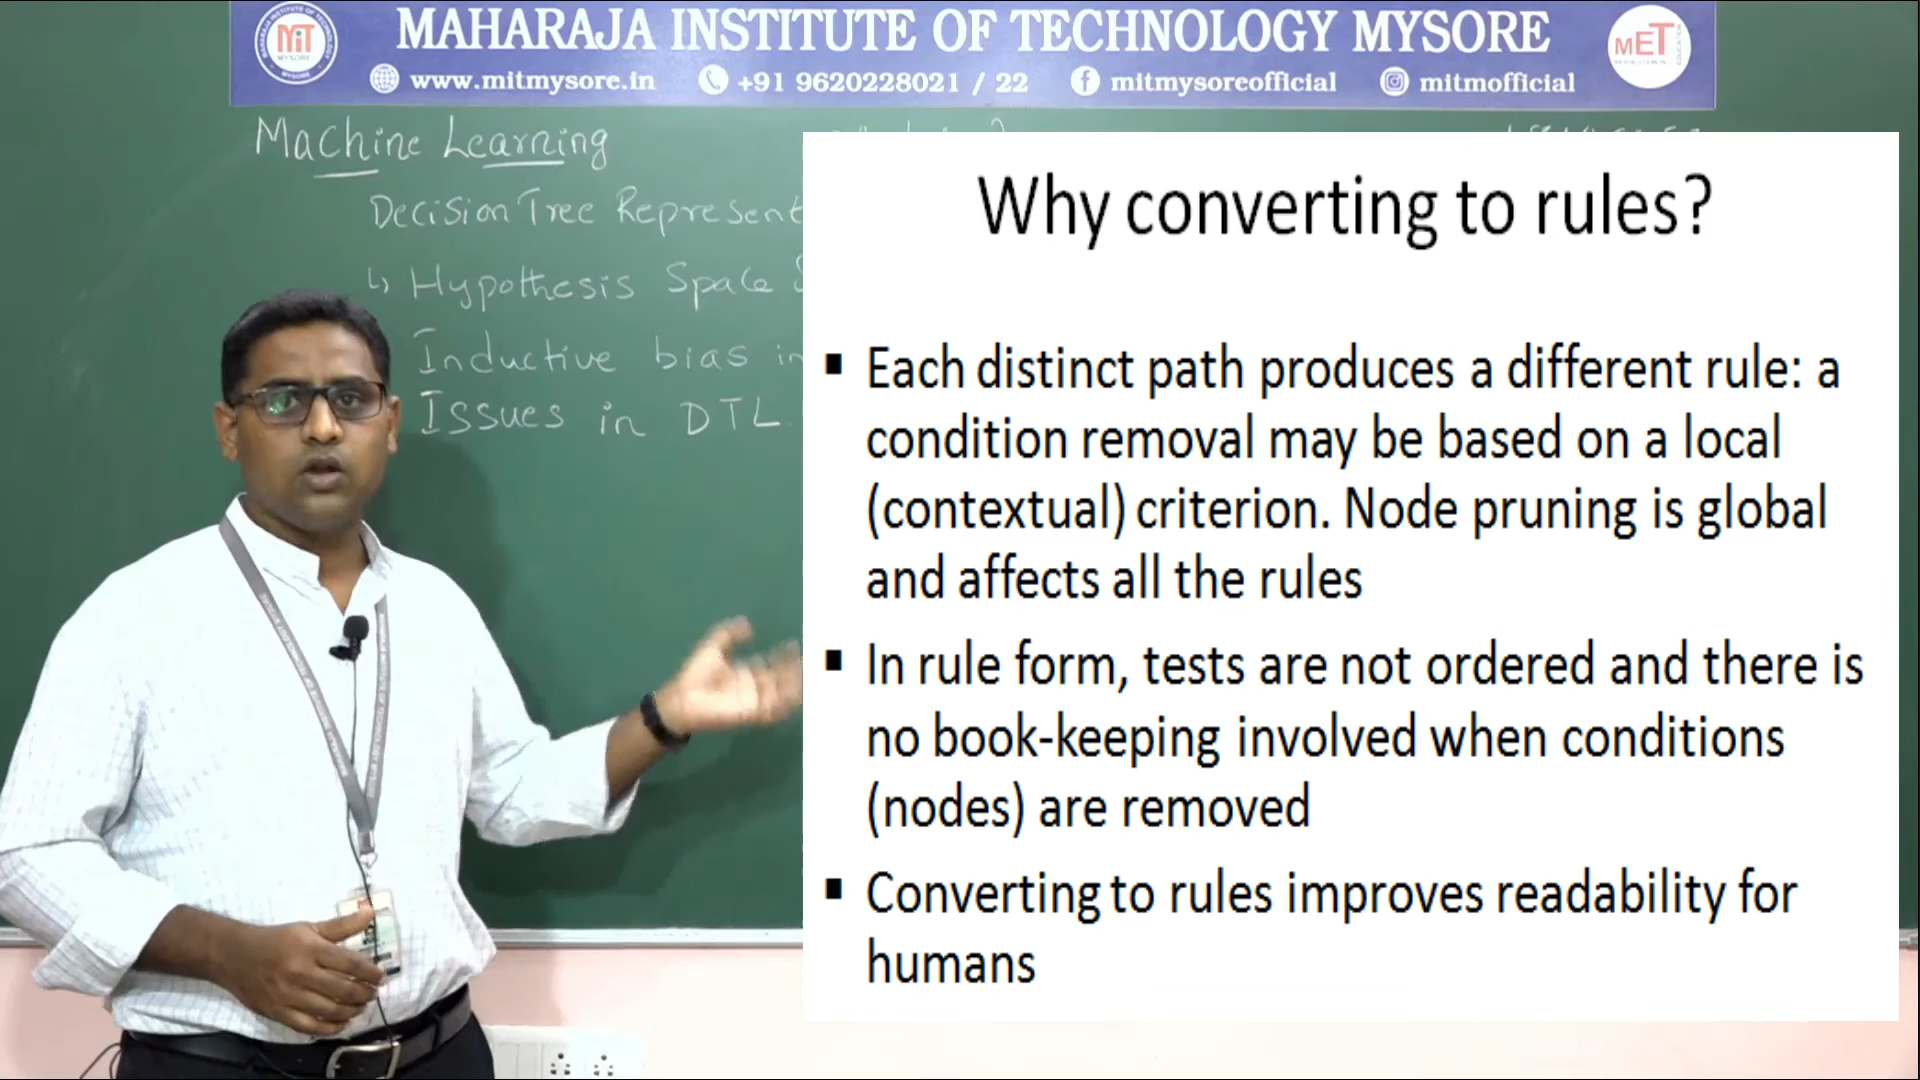 MAHARAJA INSTITUTE OF TECHNOLOGY MYSORE
www.mitmysore.in +91 9620228021 / 22 mitmysoreofficial mitmofficial
MiT
MYSORE
MET
Machine Learning
Decision Tree Represent
↳ Hypothesis Space
Inductive bias in
Issues in DTL
Why converting to rules?
▪ Each distinct path produces a different rule: a
condition removal may be based on a local
(contextual) criterion. Node pruning is global
and affects all the rules
▪ In rule form, tests are not ordered and there is
no book-keeping involved when conditions
(nodes) are removed
▪ Converting to rules improves readability for
humans